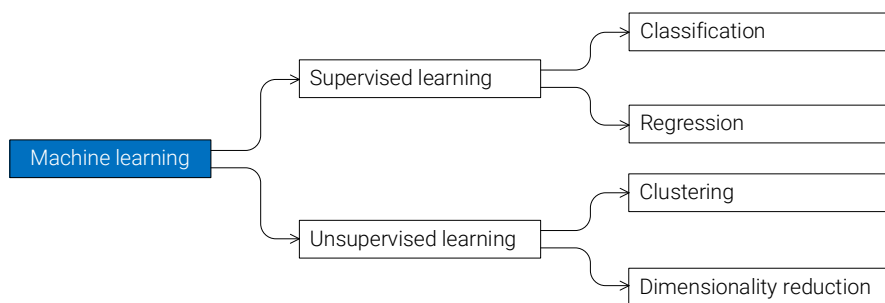 Classification
Supervised learning
Regression
Machine learning
Clustering
Unsupervised learning
Dimensionality reduction